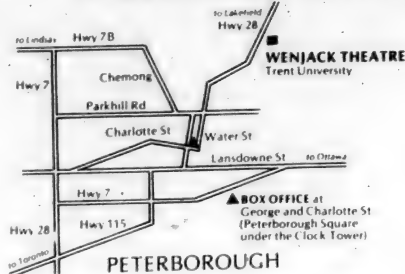 to Lakefield
Hwy 28
to Lindsay
Hwy 7B
WENJACK THEATRE
Trent University
Hwy 7
Chemong
Parkhill Rd
Charlotte St
Water St
Lansdowne St
to Ottawa
Hwy 7
BOX OFFICE at
George and Charlotte St
(Peterborough Square
under the Clock Tower)
Hwy 28
Hwy 115
to Toronto
PETERBOROUGH